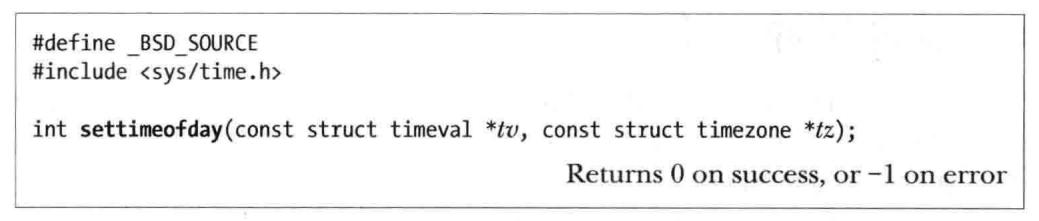 #define _BSD_SOURCE
#include <sys/time.h>
int settimeofday(const struct timeval *tv, const struct timezone *tz);
Returns 0 on success, or −1 on error